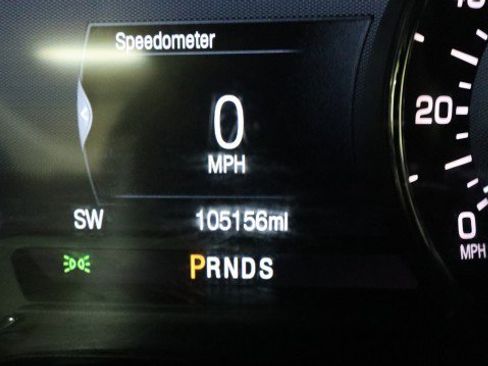 Speedometer
0
MPH
SW 105156mi
PRNDS
20
0
MPH